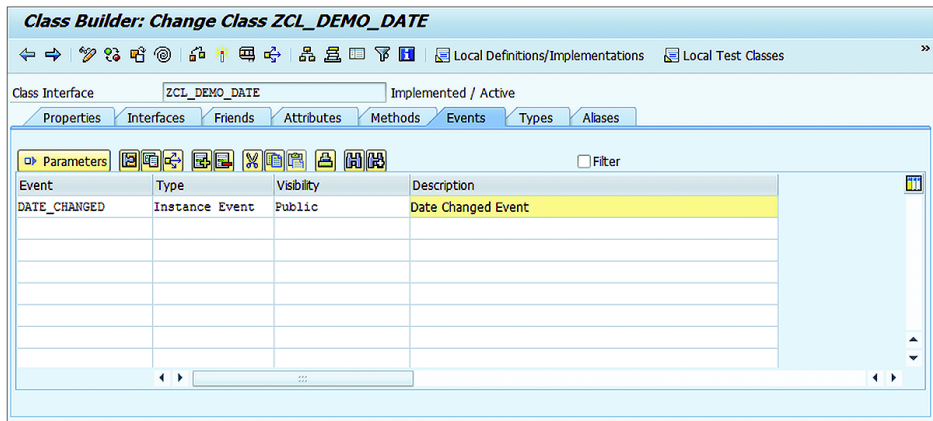 Class Builder: Change Class ZCL_DEMO_DATE
Local Definitions/Implementations Local Test Classes »
Class Interface ZCL_DEMO_DATE Implemented / Active
Properties Interfaces Friends Attributes Methods Events Types Aliases
Parameters Filter
Event Type Visibility Description
DATE_CHANGED Instance Event Public Date Changed Event